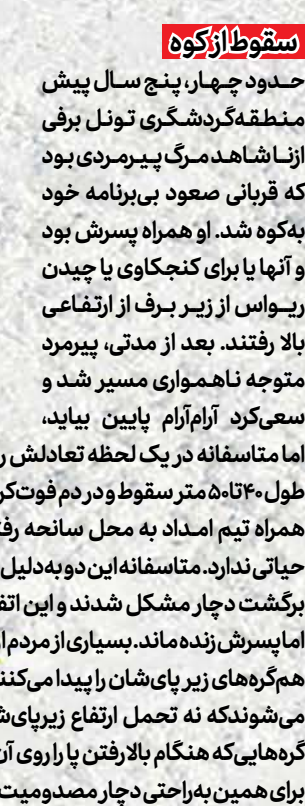 سقوط از کوه
حدود چهار، پنج سال پیش
منطقه‌گردشگری تونل برفی
ازنا شاهد مرگ پیرمردی بود
که قربانی صعود بی‌برنامه خود
به‌کوه شد. او همراه پسرش بود
و آنها یا برای کنجکاوی یا چیدن
ریواس از زیر برف از ارتفاعی
بالا رفتند. بعد از مدتی، پیرمرد
متوجه ناهمواری مسیر شد و
سعی‌کرد آرام‌آرام پایین بیاید،
اما متاسفانه در یک لحظه تعادلش
طول ۴۰تا۵۰ متر سقوط و در دم فوت
همراه تیم امداد به محل سانحه
حیاتی ندارد. متاسفانه این دو به‌دلیل
برگشت دچار مشکل شدند و این
اما پسرش زنده ماند. بسیاری از مردم
هم‌گره‌های زیر پای‌شان را پیدا می‌کنند
می‌شوند که نه تحمل ارتفاع زیرپای
گره‌هایی‌که هنگام بالا رفتن پا را روی
برای همین به‌راحتی دچار مصدومیت